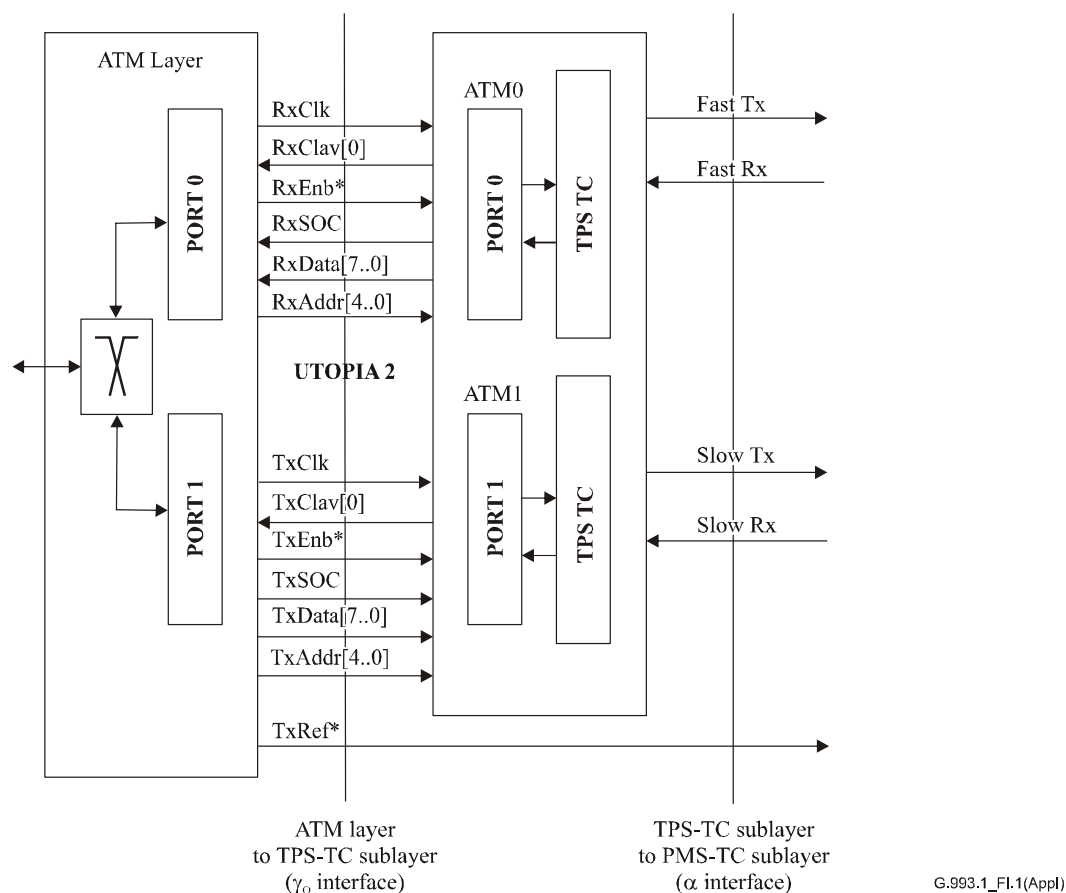 ATM Layer
PORT 0
PORT 1
RxClk
RxClav[0]
RxEnb*
RxSOC
RxData[7..0]
RxAddr[4..0]
UTOPIA 2
TxClk
TxClav[0]
TxEnb*
TxSOC
TxData[7..0]
TxAddr[4..0]
TxRef*
ATM0
PORT 0
TPS TC
ATM1
PORT 1
TPS TC
Fast Tx
Fast Rx
Slow Tx
Slow Rx
ATM layer
to TPS-TC sublayer
(γₒ interface)
TPS-TC sublayer
to PMS-TC sublayer
(α interface)
G.993.1_FI.1(Appl)